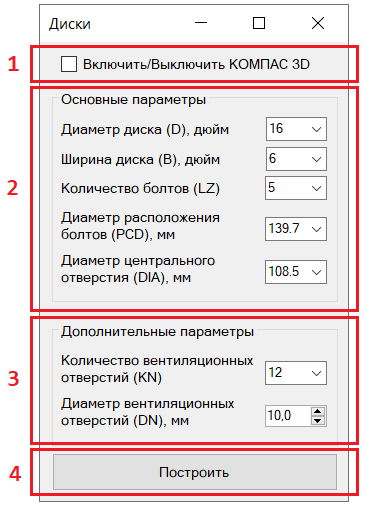 Диски
1
Включить/Выключить КОМПАС 3D
2
Основные параметры
Диаметр диска (D), дюйм 16
Ширина диска (B), дюйм 6
Количество болтов (LZ) 5
Диаметр расположения
болтов (PCD), мм 139.7
Диаметр центрального
отверстия (DIA), мм 108.5
3
Дополнительные параметры
Количество вентиляционных
отверстий (KN) 12
Диаметр вентиляционных
отверстий (DN), мм 10,0
4
Построить